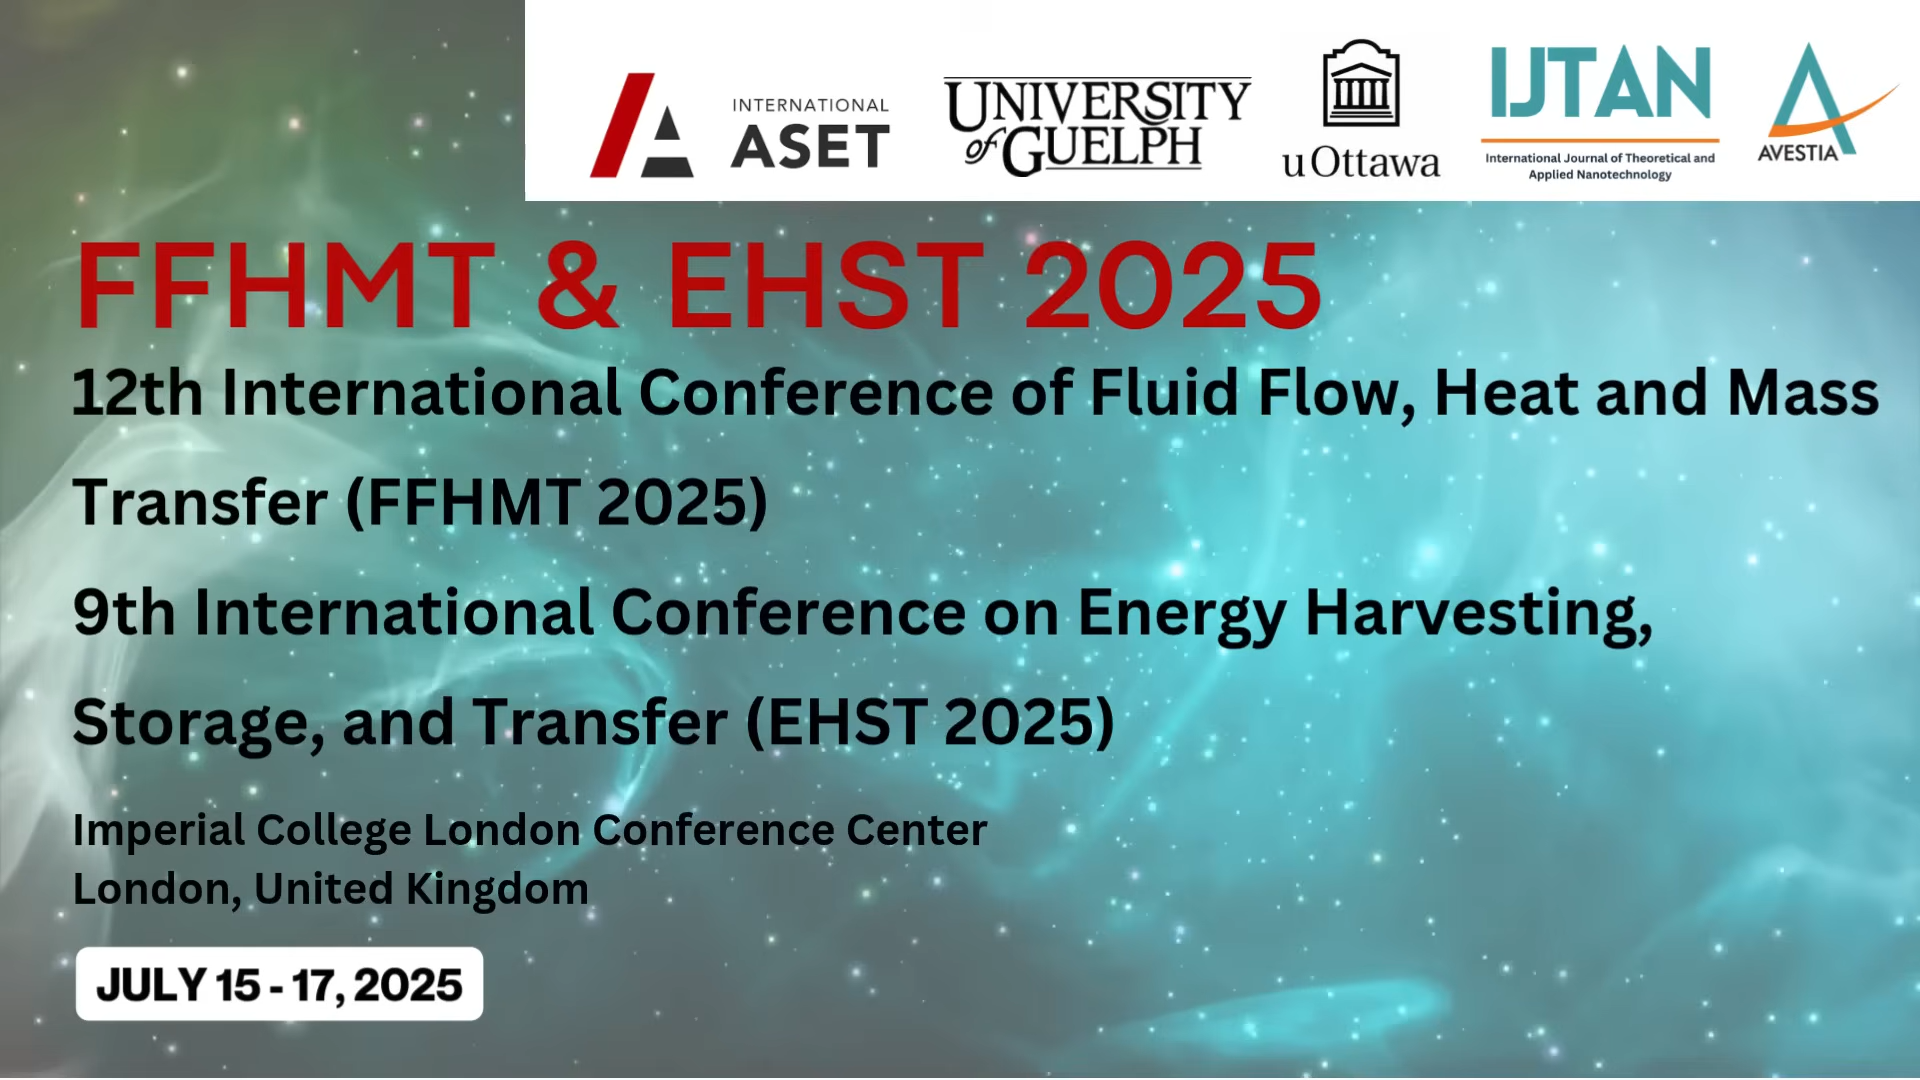 INTERNATIONAL
ASET
UNIVERSITY
of GUELPH
uOttawa
IJTAN
International Journal of Theoretical and
Applied Nanotechnology
AVESTIA
FFHMT & EHST 2025
12th International Conference of Fluid Flow, Heat and Mass
Transfer (FFHMT 2025)
9th International Conference on Energy Harvesting,
Storage, and Transfer (EHST 2025)
Imperial College London Conference Center
London, United Kingdom
JULY 15 - 17, 2025